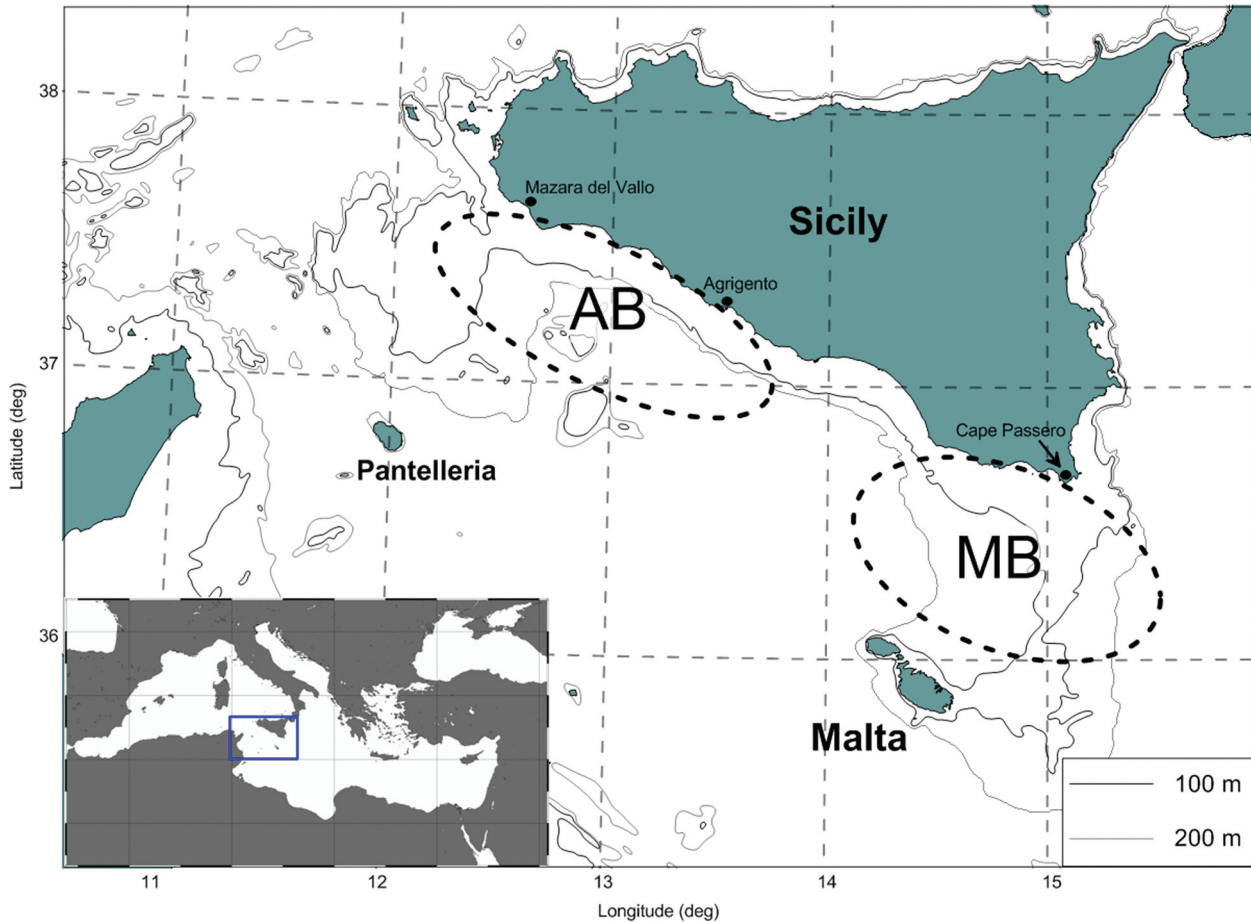 38
Mazara del Vallo
Sicily
Agrigento
AB
37
Cape Passero
Pantelleria
Latitude (deg)
MB
36
Malta
100 m
200 m
11
12
13
14
15
Longitude (deg)